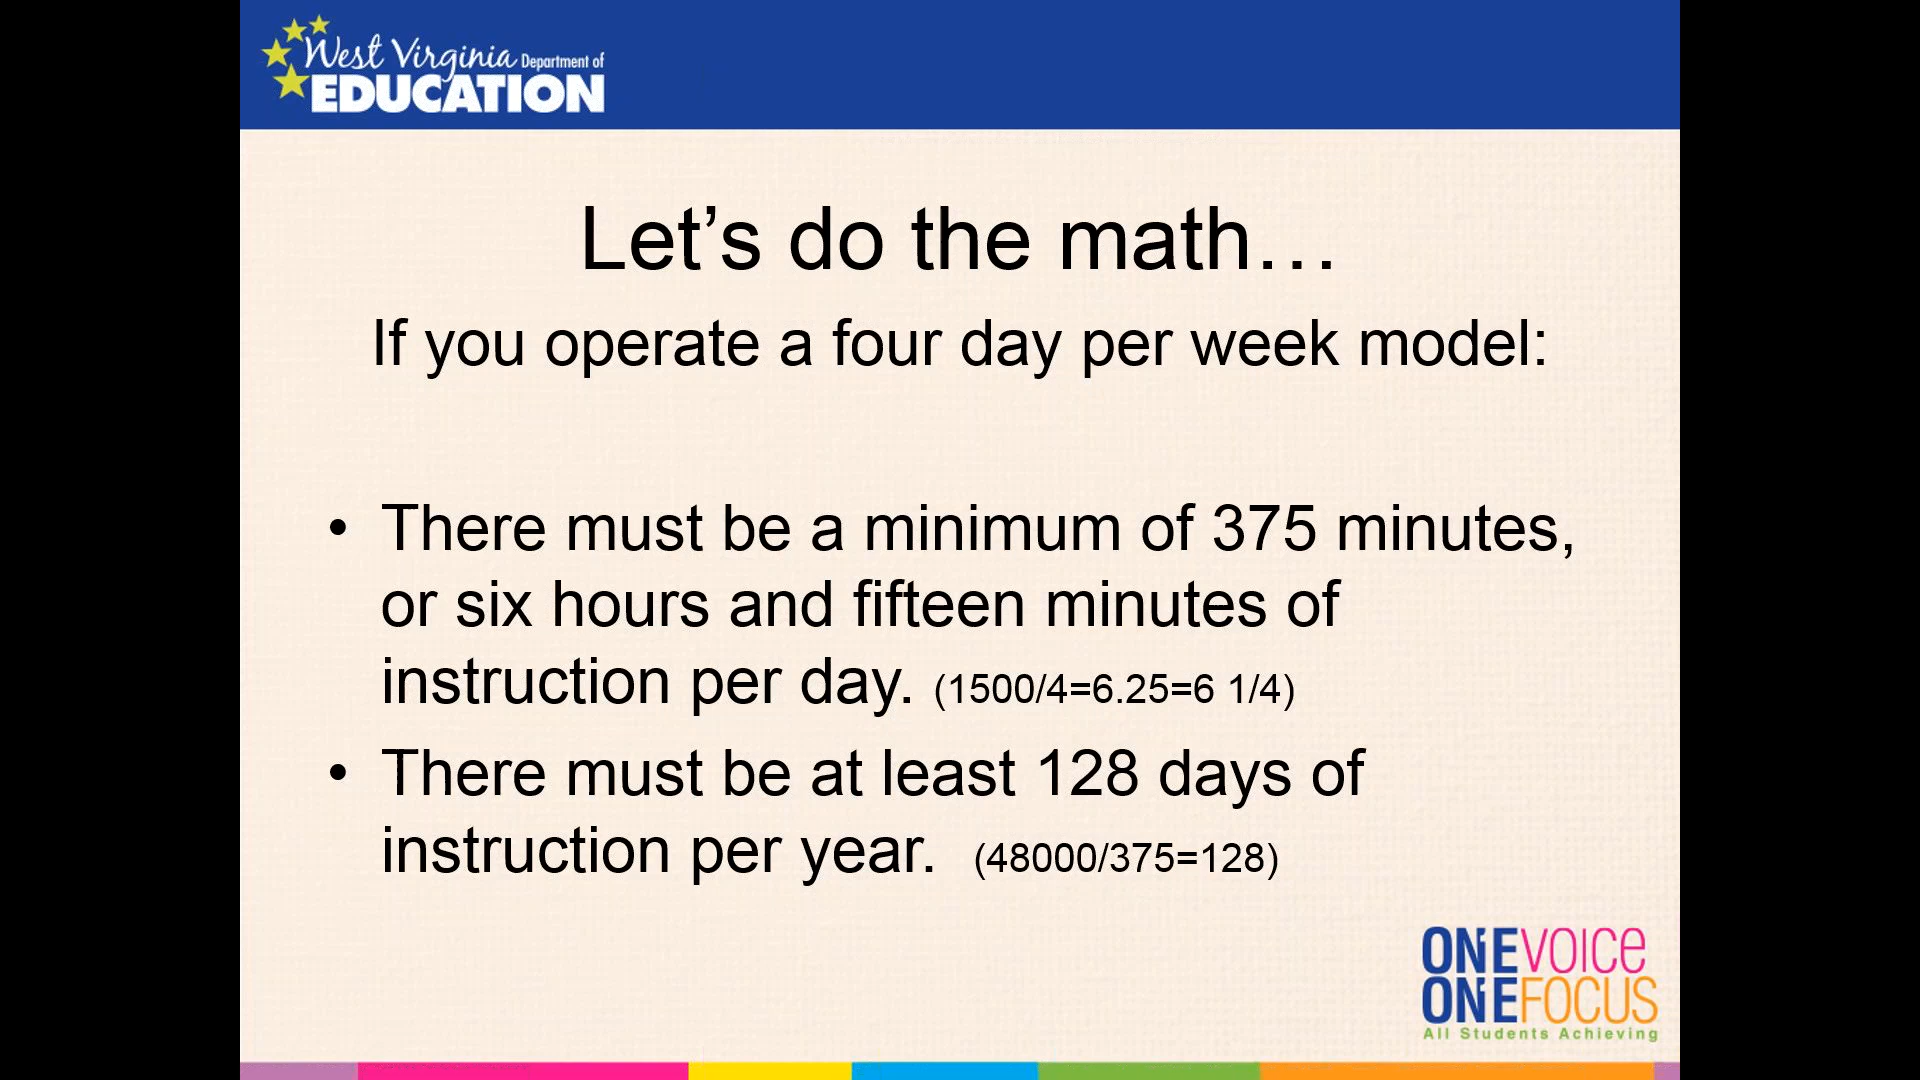 West Virginia Department of
EDUCATION
Let’s do the math…
If you operate a four day per week model:
• There must be a minimum of 375 minutes,
or six hours and fifteen minutes of
instruction per day. (1500/4=6.25=6 1/4)
• There must be at least 128 days of
instruction per year. (48000/375=128)
ONEVOICE
ONEFOCUS
All Students Achieving